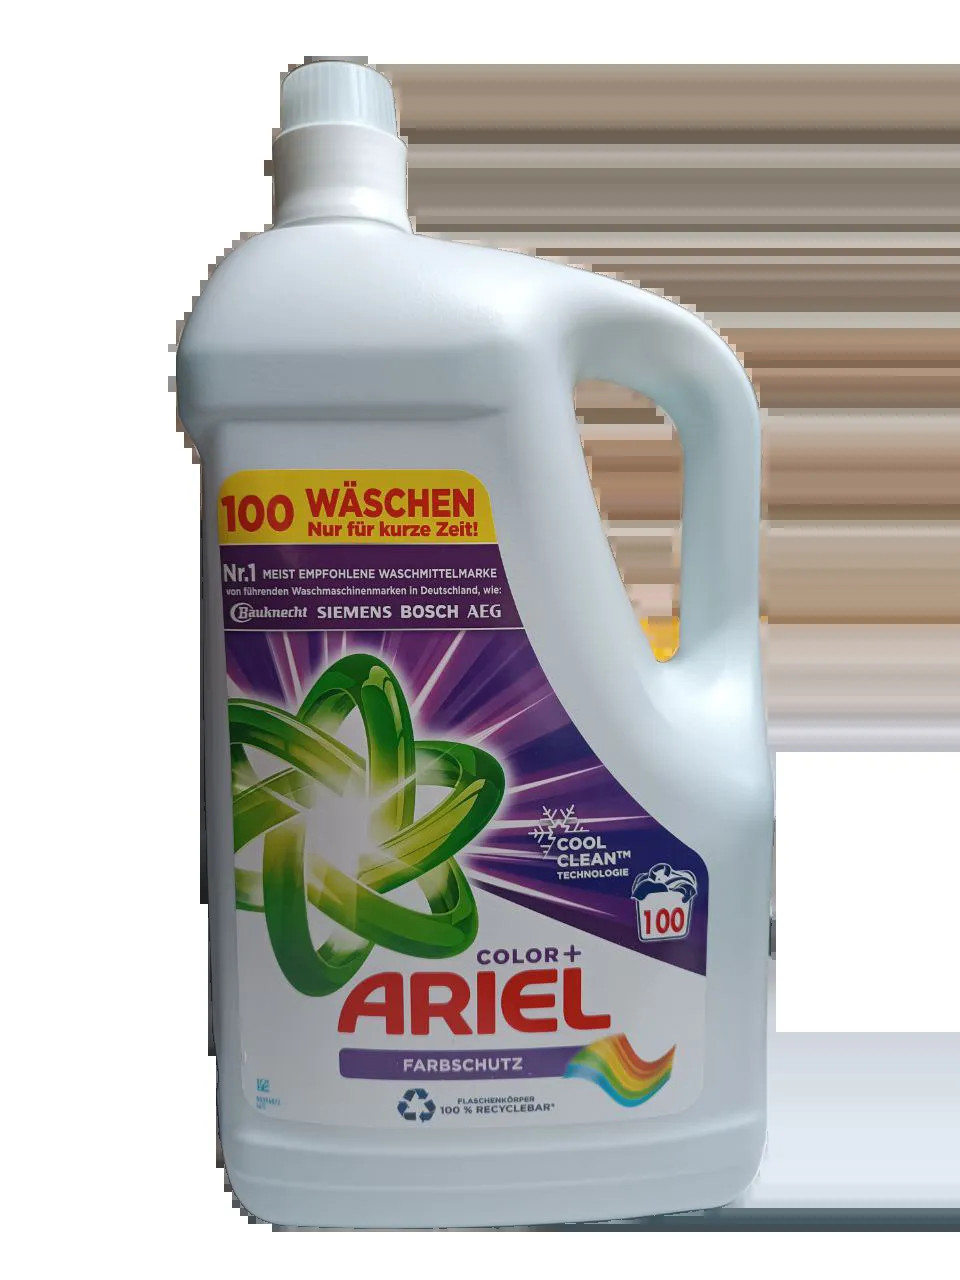 100 WÄSCHEN
Nur für kurze Zeit!
Nr.1 MEIST EMPFOHLENE WASCHMITTELMARKE
von führenden Waschmaschinenmarken in Deutschland, wie:
Bauknecht SIEMENS BOSCH AEG
COOL
CLEAN™
TECHNOLOGIE
100
COLOR+
ARIEL
FARBSCHUTZ
FLASCHENKÖRPER
100 % RECYCLEBAR*